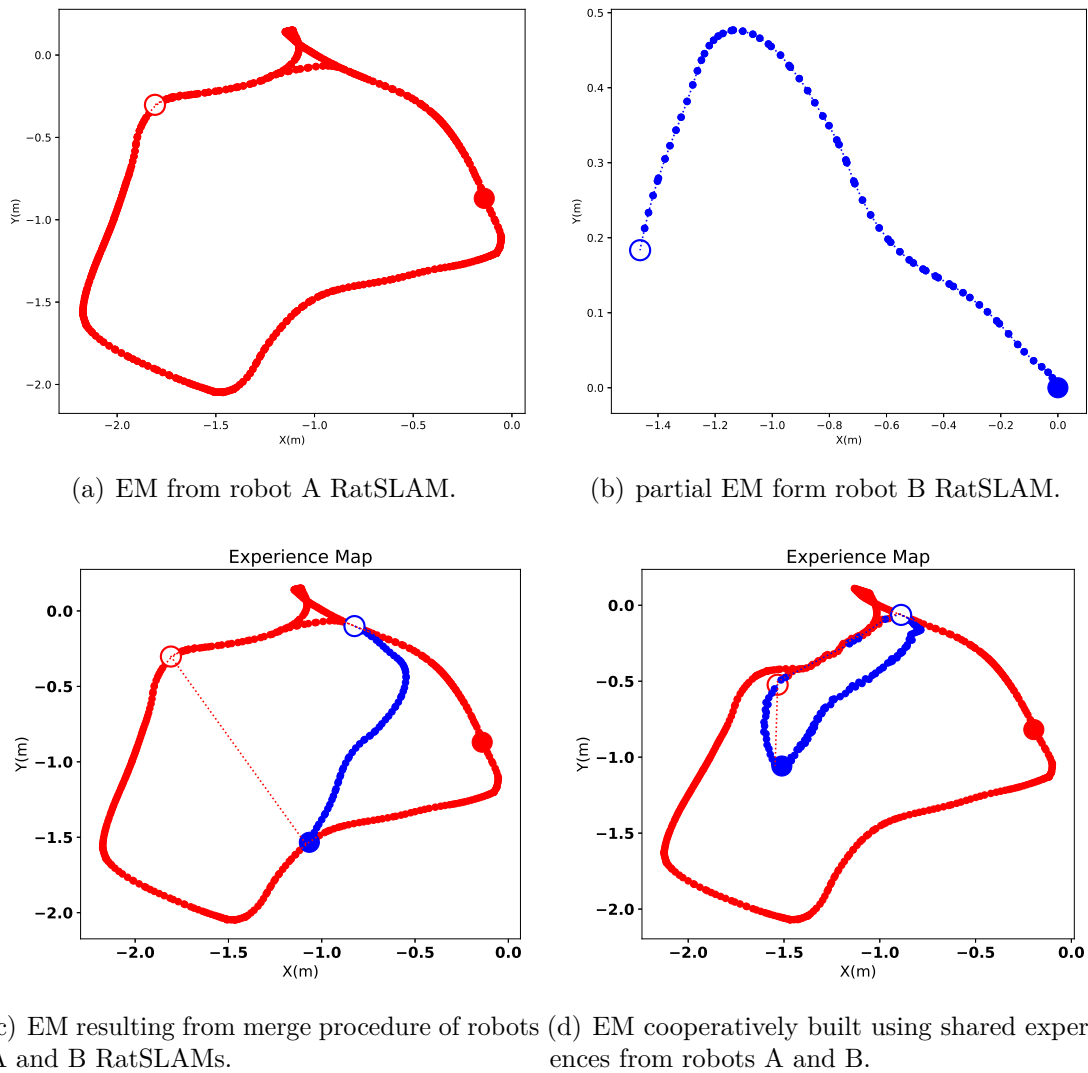 0.0
−0.5
−1.0
−1.5
−2.0
Y(m)
−2.0 −1.5 −1.0 −0.5 0.0
X(m)
(a) EM from robot A RatSLAM.
0.5
0.4
0.3
0.2
0.1
0.0
Y(m)
−1.4 −1.2 −1.0 −0.8 −0.6 −0.4 −0.2 0.0
X(m)
(b) partial EM form robot B RatSLAM.
Experience Map
0.0
−0.5
−1.0
−1.5
−2.0
Y(m)
−2.0 −1.5 −1.0 −0.5 0.0
X(m)
c) EM resulting from merge procedure of robots
A and B RatSLAMs.
Experience Map
0.0
−0.5
−1.0
−1.5
−2.0
Y(m)
−2.0 −1.5 −1.0 −0.5 0.0
X(m)
(d) EM cooperatively built using shared exper
ences from robots A and B.